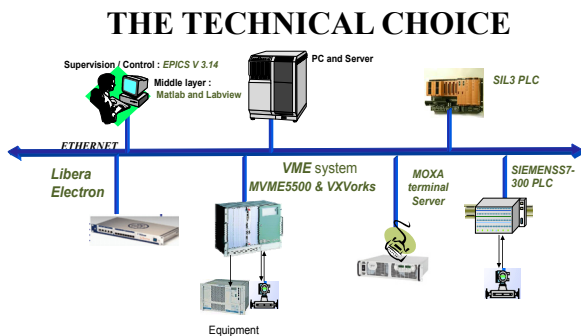 THE TECHNICAL CHOICE
Supervision / Control : EPICS V 3.14
Middle layer :
Matlab and Labview
PC and Server
SIL3 PLC
ETHERNET
Libera
Electron
VME system
MVME5500 & VXVorks
MOXA
terminal
Server
SIEMENSS7-
300 PLC
Equipment